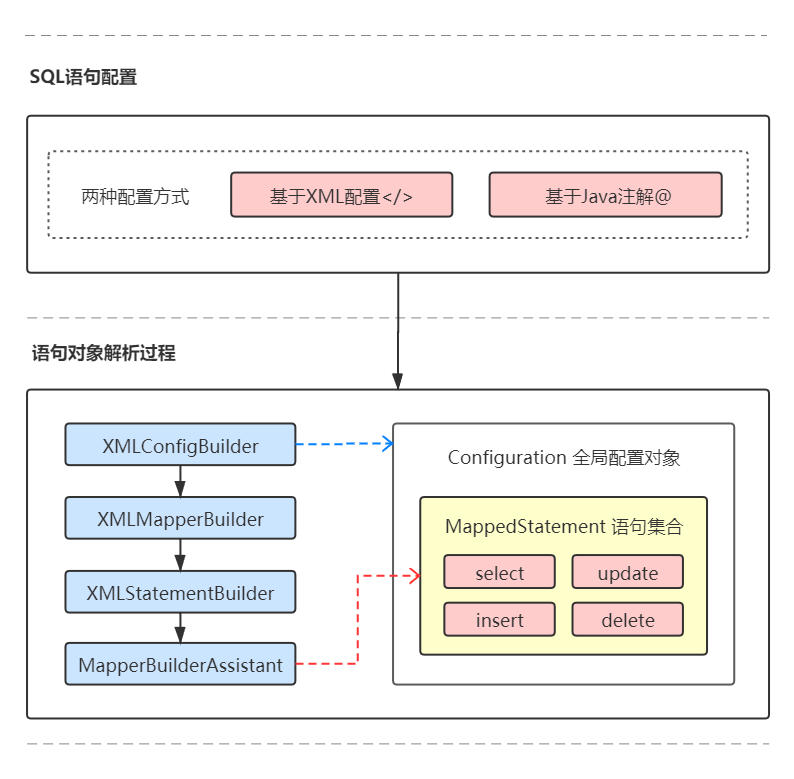 SQL语句配置
两种配置方式
基于XML配置</>
基于Java注解@
语句对象解析过程
XMLConfigBuilder
XMLMapperBuilder
XMLStatementBuilder
MapperBuilderAssistant
Configuration 全局配置对象
MappedStatement 语句集合
select
update
insert
delete